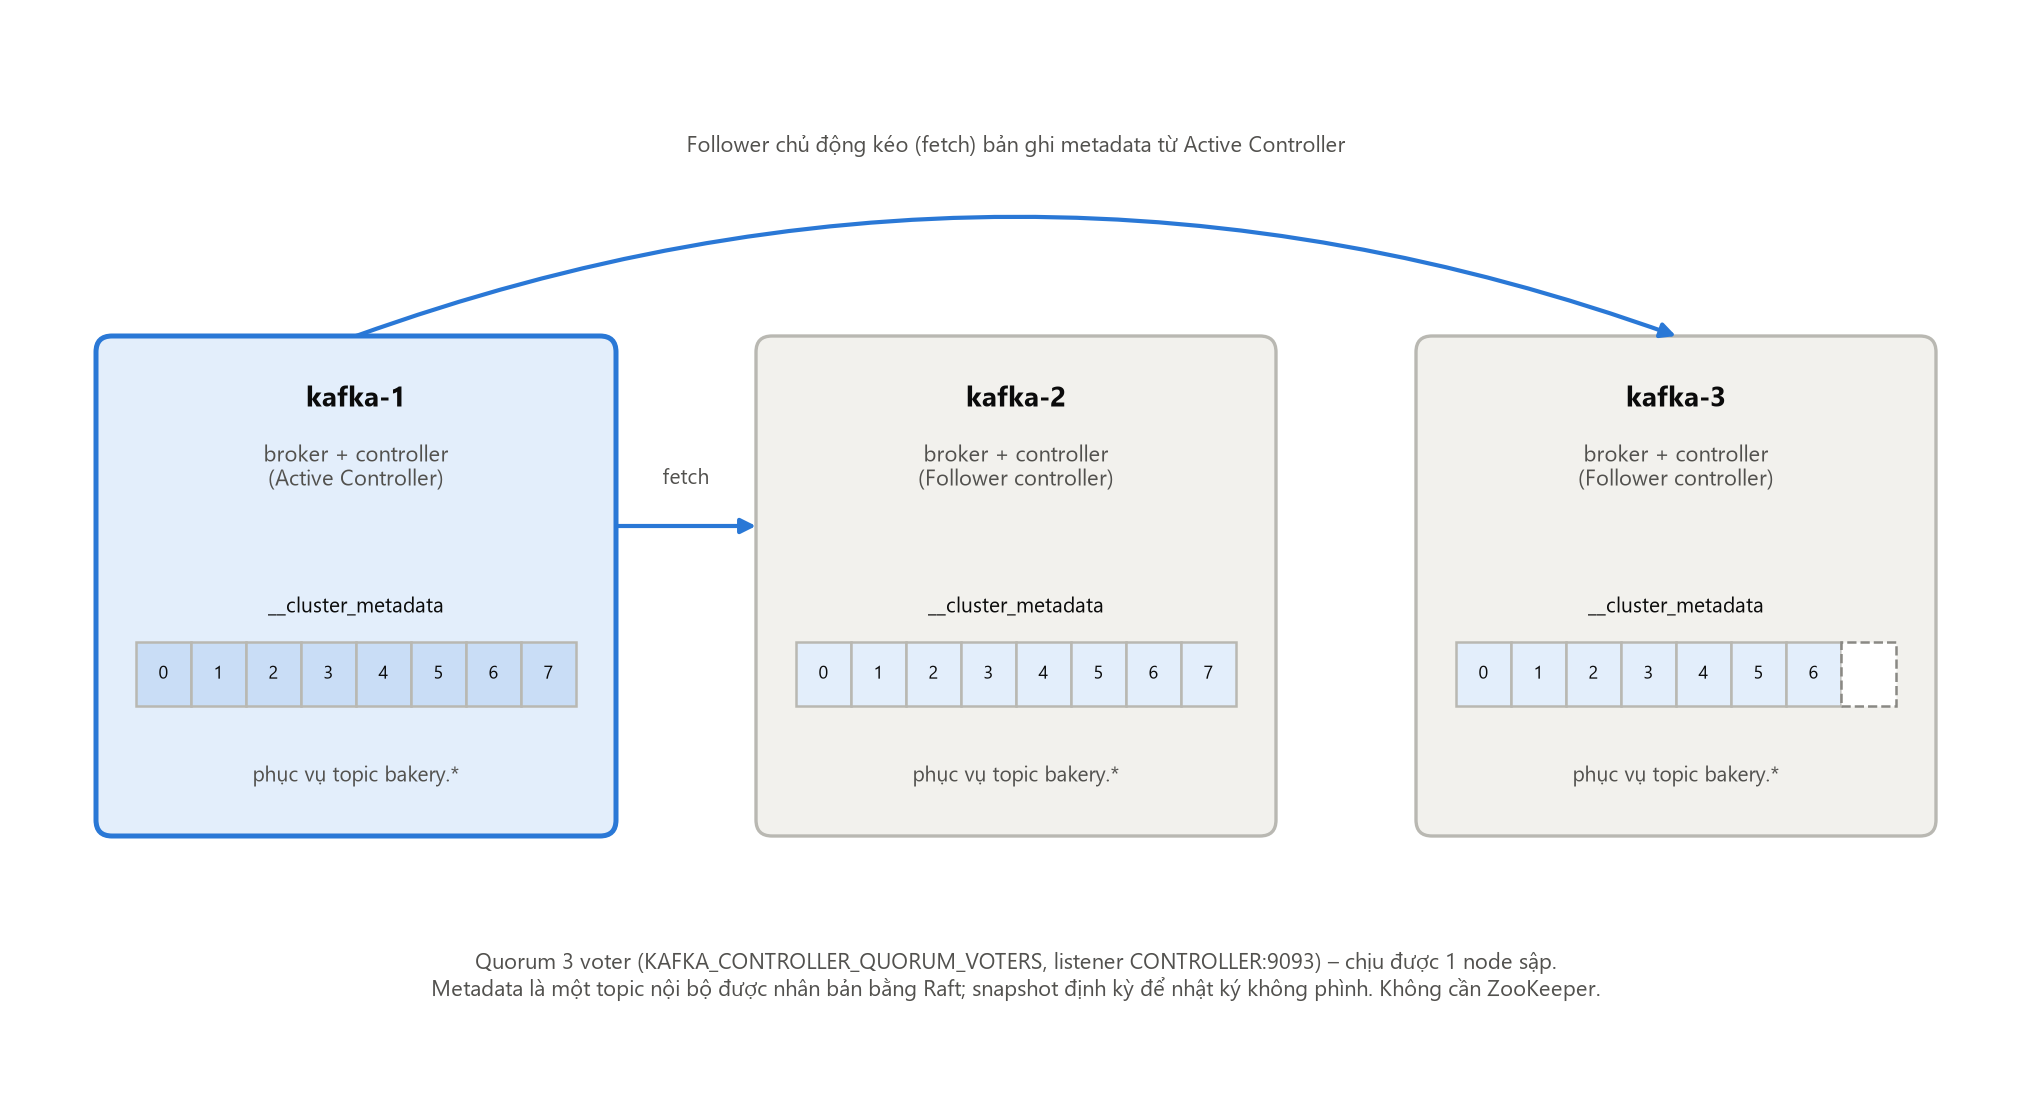 Follower chủ động kéo (fetch) bản ghi metadata từ Active Controller
kafka-1
broker + controller
(Active Controller)
__cluster_metadata
0 1 2 3 4 5 6 7
phục vụ topic bakery.*
fetch
kafka-2
broker + controller
(Follower controller)
__cluster_metadata
0 1 2 3 4 5 6 7
phục vụ topic bakery.*
kafka-3
broker + controller
(Follower controller)
__cluster_metadata
0 1 2 3 4 5 6
phục vụ topic bakery.*
Quorum 3 voter (KAFKA_CONTROLLER_QUORUM_VOTERS, listener CONTROLLER:9093) – chịu được 1 node sập.
Metadata là một topic nội bộ được nhân bản bằng Raft; snapshot định kỳ để nhật ký không phình. Không cần ZooKeeper.